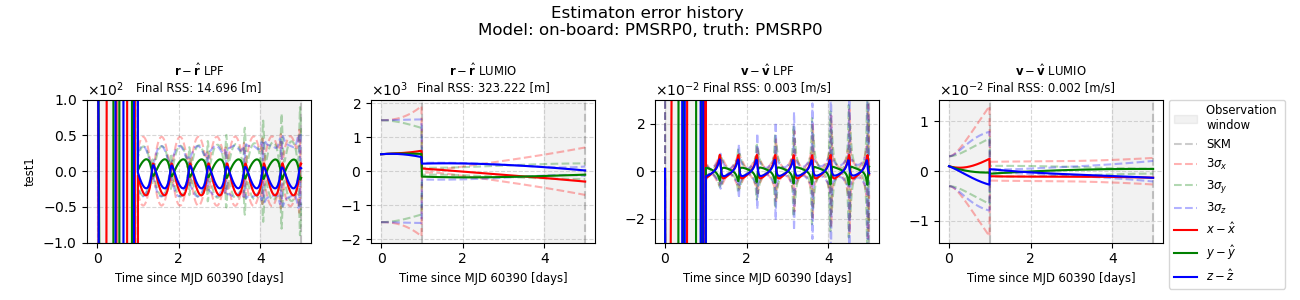 Estimaton error history
Model: on-board: PMSRP0, truth: PMSRP0
r − r̂ LPF
×10² Final RSS: 14.696 [m]
1.0
0.5
0.0
−0.5
−1.0
test1
0 2 4
Time since MJD 60390 [days]
r − r̂ LUMIO
×10³ Final RSS: 323.222 [m]
2
1
0
−1
−2
0 2 4
Time since MJD 60390 [days]
v − v̂ LPF
×10⁻² Final RSS: 0.003 [m/s]
2
0
−2
0 2 4
Time since MJD 60390 [days]
v − v̂ LUMIO
×10⁻² Final RSS: 0.002 [m/s]
1
0
−1
0 2 4
Time since MJD 60390 [days]
Observation
window
SKM
3σx
3σy
3σz
x − x̂
y − ŷ
z − ẑ